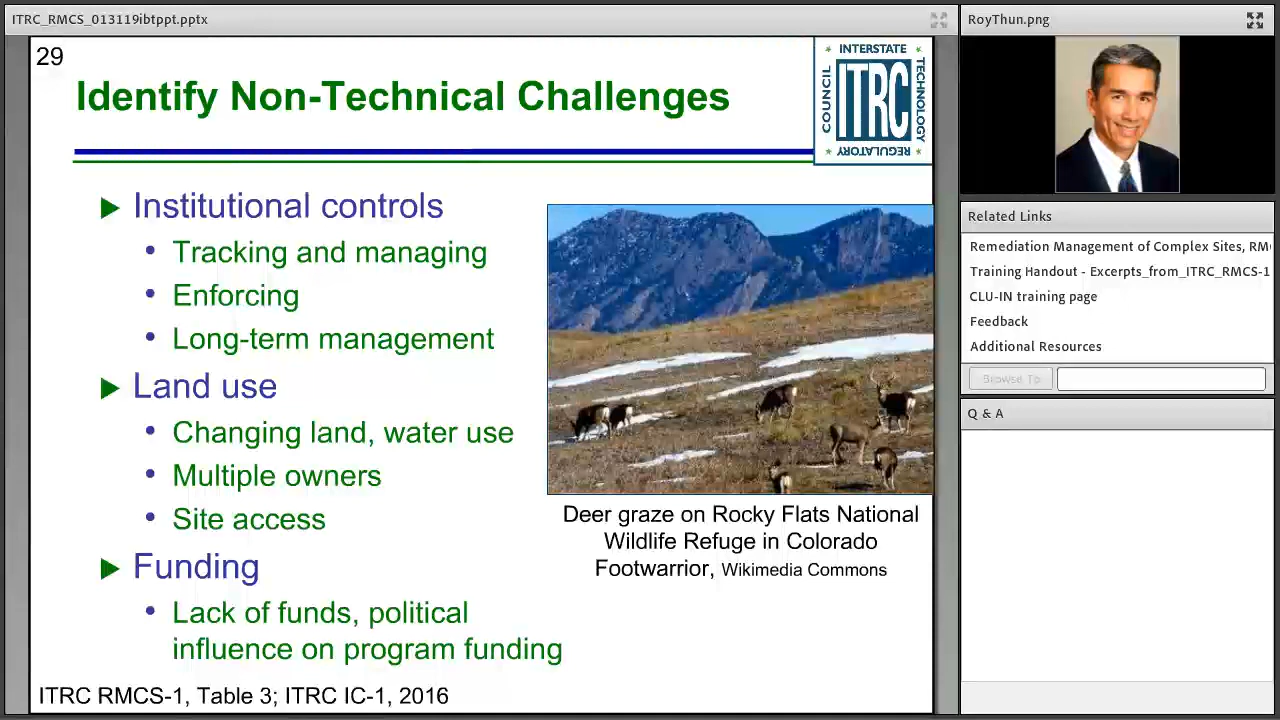 ITRC_RMCS_013119ibtppt.pptx
29
Identify Non-Technical Challenges
INTERSTATE
COUNCIL
ITRC
TECHNOLOGY
REGULATORY
Institutional controls
• Tracking and managing
• Enforcing
• Long-term management
Land use
• Changing land, water use
• Multiple owners
• Site access
Funding
• Lack of funds, political
influence on program funding
Deer graze on Rocky Flats National
Wildlife Refuge in Colorado
Footwarrior, Wikimedia Commons
ITRC RMCS-1, Table 3; ITRC IC-1, 2016
RoyThun.png
Related Links
Remediation Management of Complex Sites, RM
Training Handout - Excerpts_from_ITRC_RMCS-1
CLU-IN training page
Feedback
Additional Resources
Browse To
Q & A